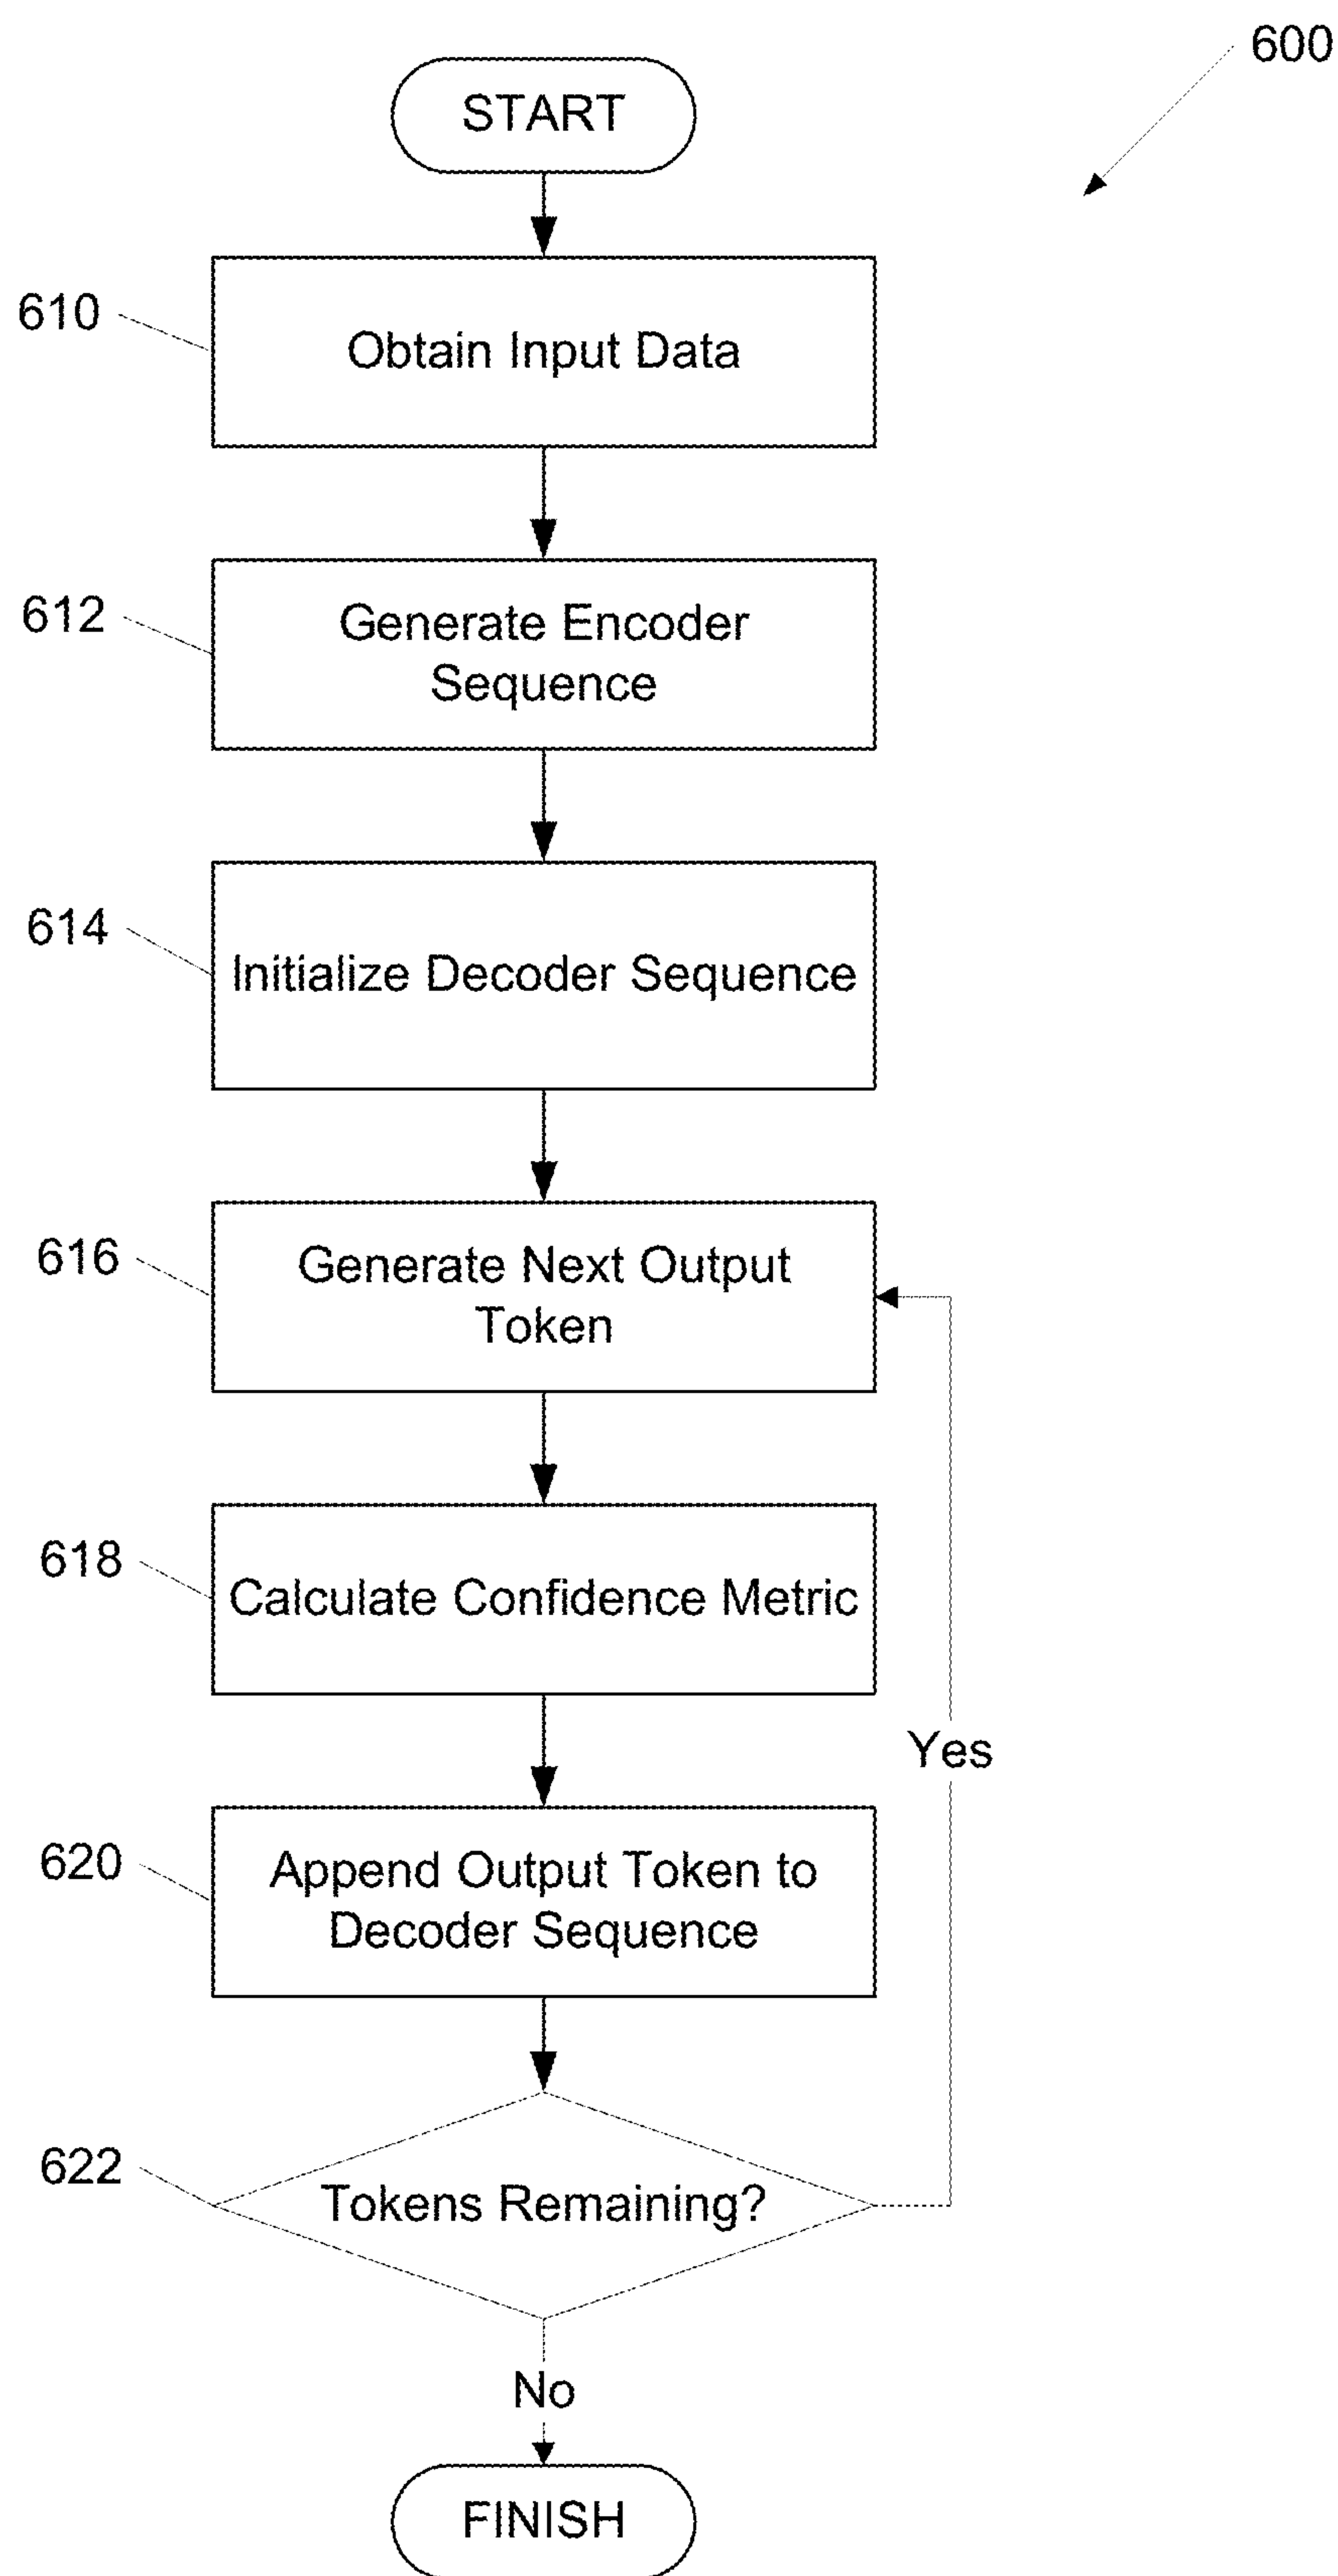 600
START
610
Obtain Input Data
612
Generate Encoder
Sequence
614
Initialize Decoder Sequence
616
Generate Next Output
Token
618
Calculate Confidence Metric
Yes
620
Append Output Token to
Decoder Sequence
622
Tokens Remaining?
No
FINISH